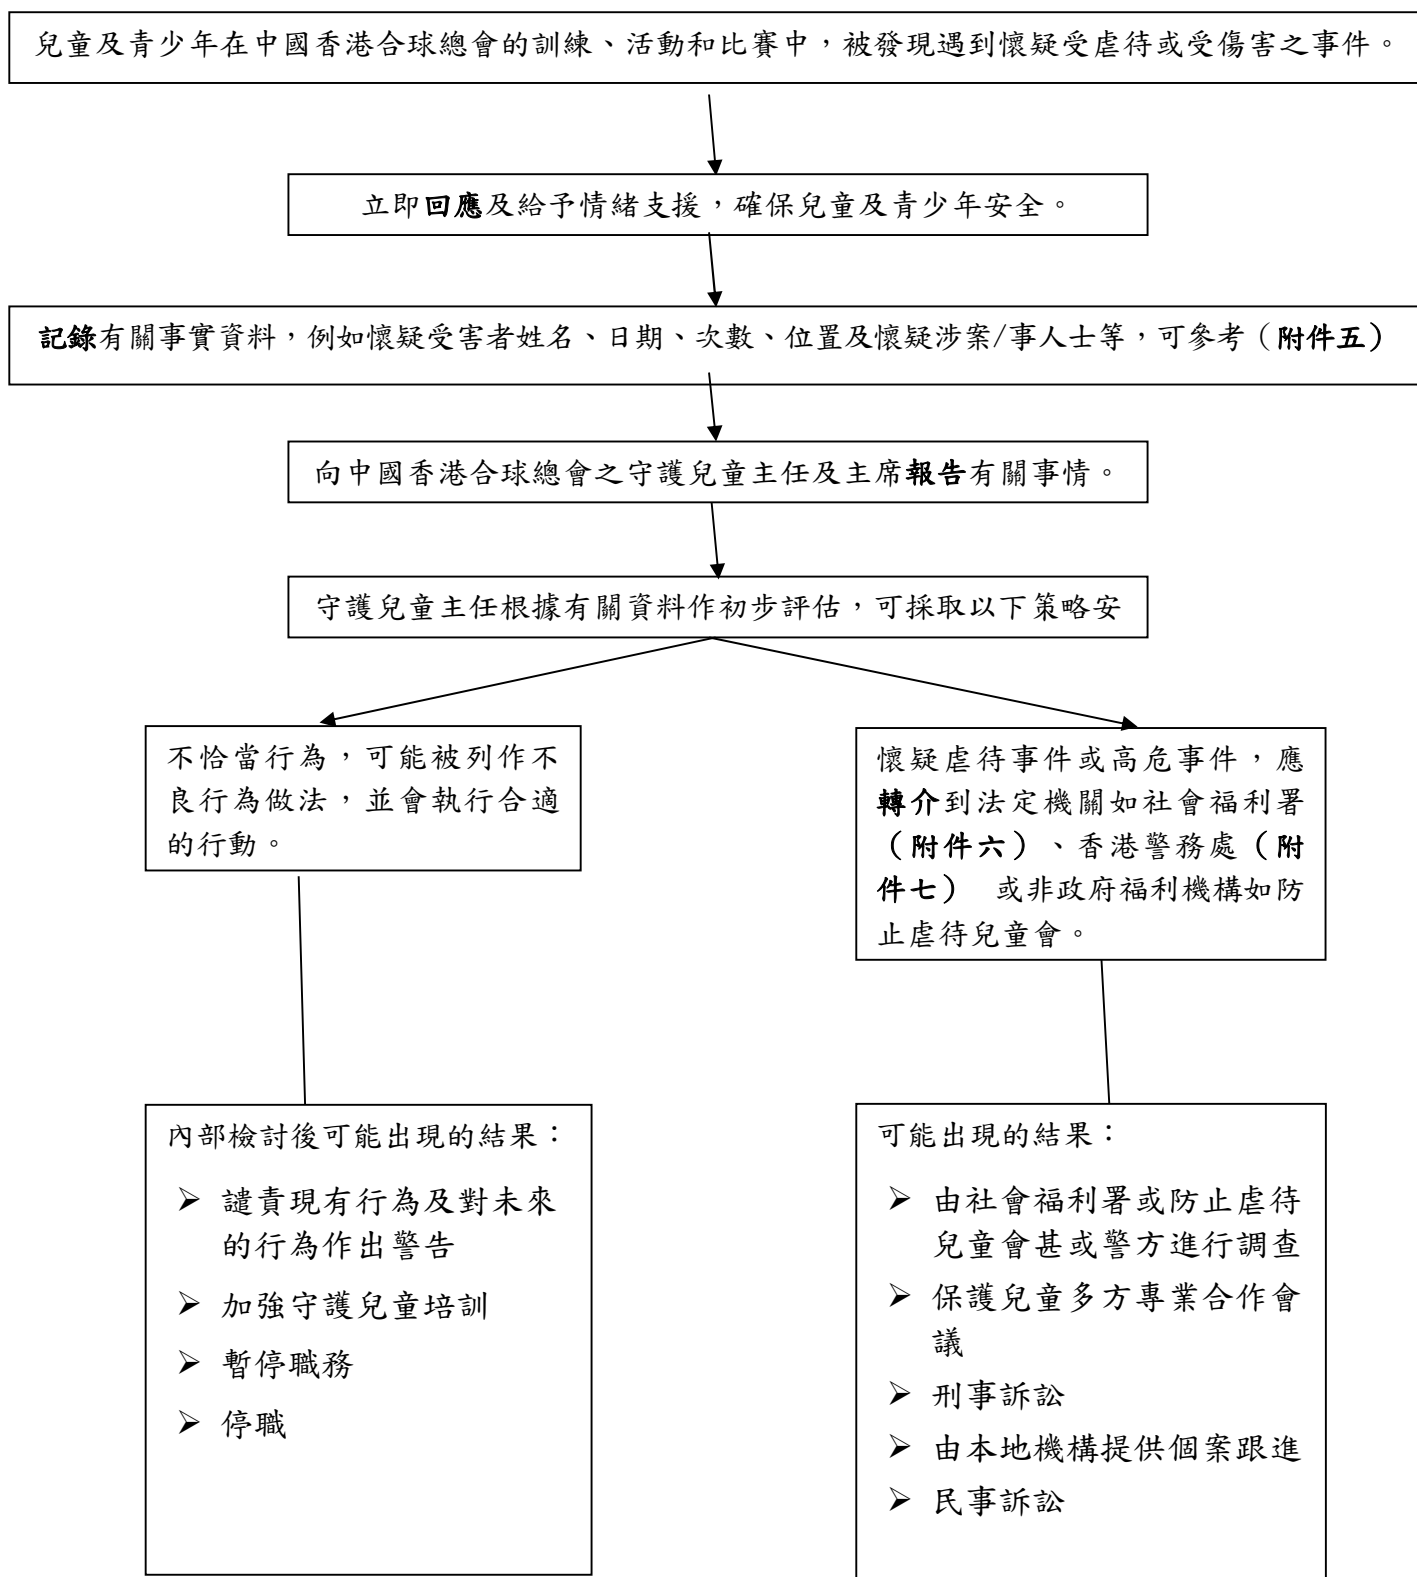 兒童及青少年在中國香港合球總會的訓練、活動和比賽中，被發現遇到懷疑受虐待或受傷害之事件。
立即回應及給予情緒支援，確保兒童及青少年安全。
記錄有關事實資料，例如懷疑受害者姓名、日期、次數、位置及懷疑涉案/事人士等，可參考（附件五）
向中國香港合球總會之守護兒童主任及主席報告有關事情。
守護兒童主任根據有關資料作初步評估，可採取以下策略安
不恰當行為，可能被列作不
良行為做法，並會執行合適
的行動。
懷疑虐待事件或高危事件，應
轉介到法定機關如社會福利署
（附件六）、香港警務處（附
件七） 或非政府福利機構如防
止虐待兒童會。
內部檢討後可能出現的結果：
➢ 譴責現有行為及對未來
的行為作出警告
➢ 加強守護兒童培訓
➢ 暫停職務
➢ 停職
可能出現的結果：
➢ 由社會福利署或防止虐待
兒童會甚或警方進行調查
➢ 保護兒童多方專業合作會
議
➢ 刑事訴訟
➢ 由本地機構提供個案跟進
➢ 民事訴訟